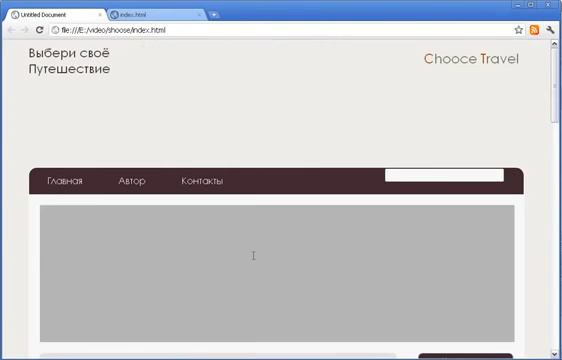 Untitled Document
index.html
file:///E:/video/shoose/index.html
Выбери своё
Путешествие
Chooce Travel
Главная Автор Контакты